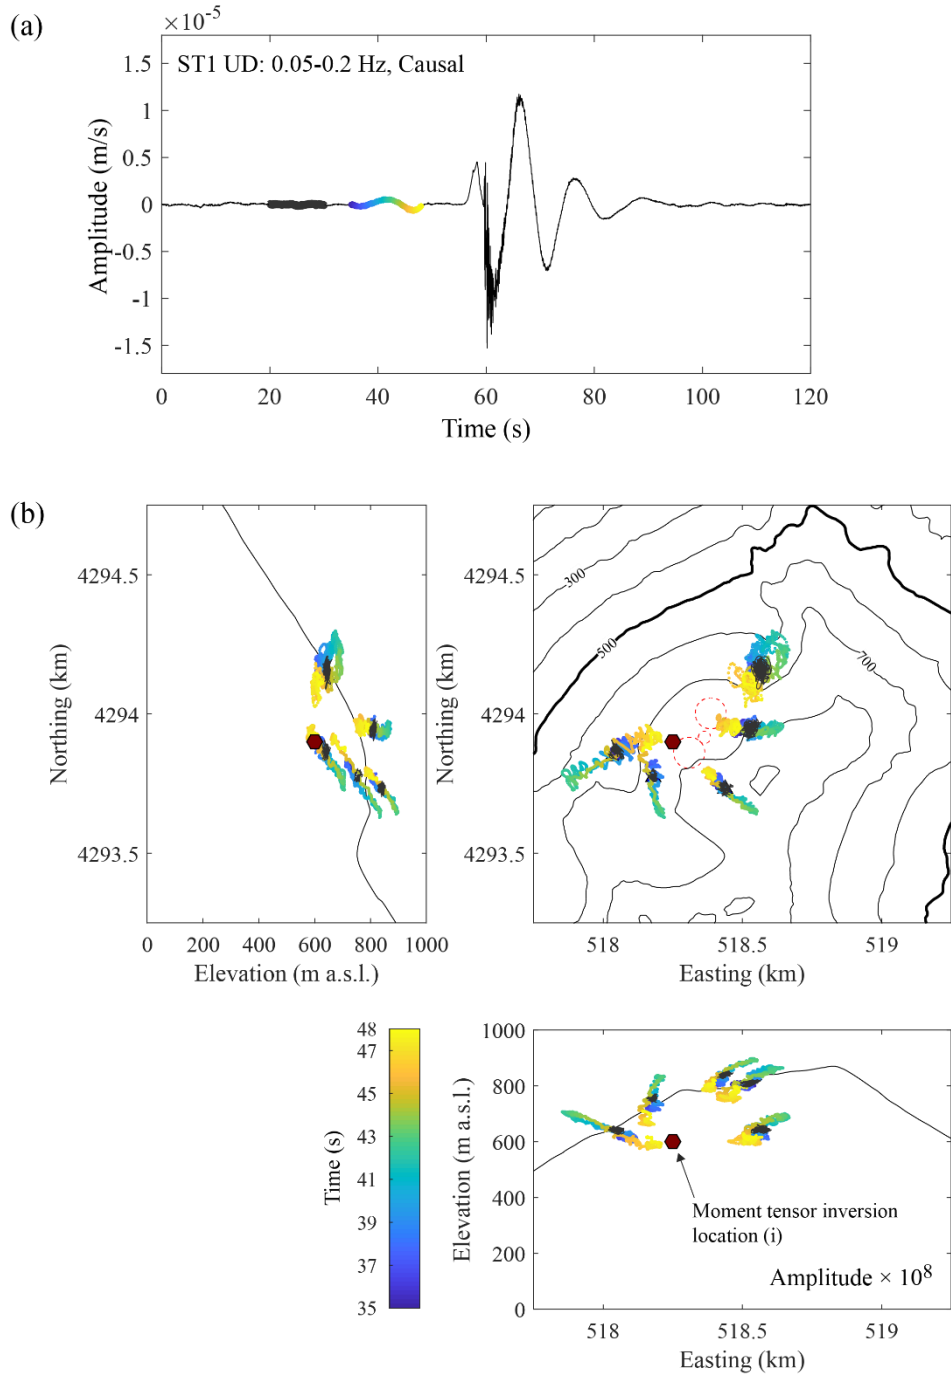 (a)
×10⁻⁵
ST1 UD: 0.05-0.2 Hz, Causal
1.5
1
0.5
0
-0.5
-1
-1.5
Amplitude (m/s)
0 20 40 60 80 100 120
Time (s)
(b)
4294.5
4294
4293.5
Northing (km)
0 200 400 600 800 1000
Elevation (m a.s.l.)
4294.5
4294
4293.5
Northing (km)
300
500
700
518 518.5 519
Easting (km)
48
47
45
43
41
39
37
35
Time (s)
1000
800
600
400
200
0
Elevation (m a.s.l.)
Moment tensor inversion
location (i)
Amplitude × 10⁸
518 518.5 519
Easting (km)